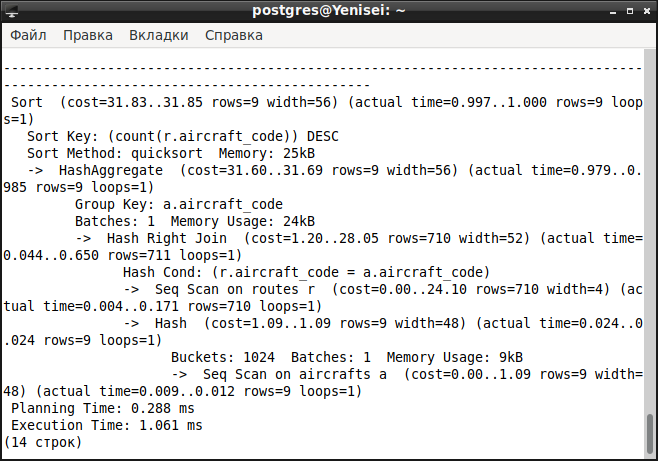 postgres@Yenisei: ~
Файл Правка Вкладки Справка
--------------------------------------------------------------------------------
----------------------------------------------
 Sort  (cost=31.83..31.85 rows=9 width=56) (actual time=0.997..1.000 rows=9 loop
s=1)
   Sort Key: (count(r.aircraft_code)) DESC
   Sort Method: quicksort  Memory: 25kB
   ->  HashAggregate  (cost=31.60..31.69 rows=9 width=56) (actual time=0.979..0.
985 rows=9 loops=1)
         Group Key: a.aircraft_code
         Batches: 1  Memory Usage: 24kB
         ->  Hash Right Join  (cost=1.20..28.05 rows=710 width=52) (actual time=
0.044..0.650 rows=711 loops=1)
               Hash Cond: (r.aircraft_code = a.aircraft_code)
               ->  Seq Scan on routes r  (cost=0.00..24.10 rows=710 width=4) (ac
tual time=0.004..0.171 rows=710 loops=1)
               ->  Hash  (cost=1.09..1.09 rows=9 width=48) (actual time=0.024..0
.024 rows=9 loops=1)
                     Buckets: 1024  Batches: 1  Memory Usage: 9kB
                     ->  Seq Scan on aircrafts a  (cost=0.00..1.09 rows=9 width=
48) (actual time=0.009..0.012 rows=9 loops=1)
 Planning Time: 0.288 ms
 Execution Time: 1.061 ms
(14 строк)